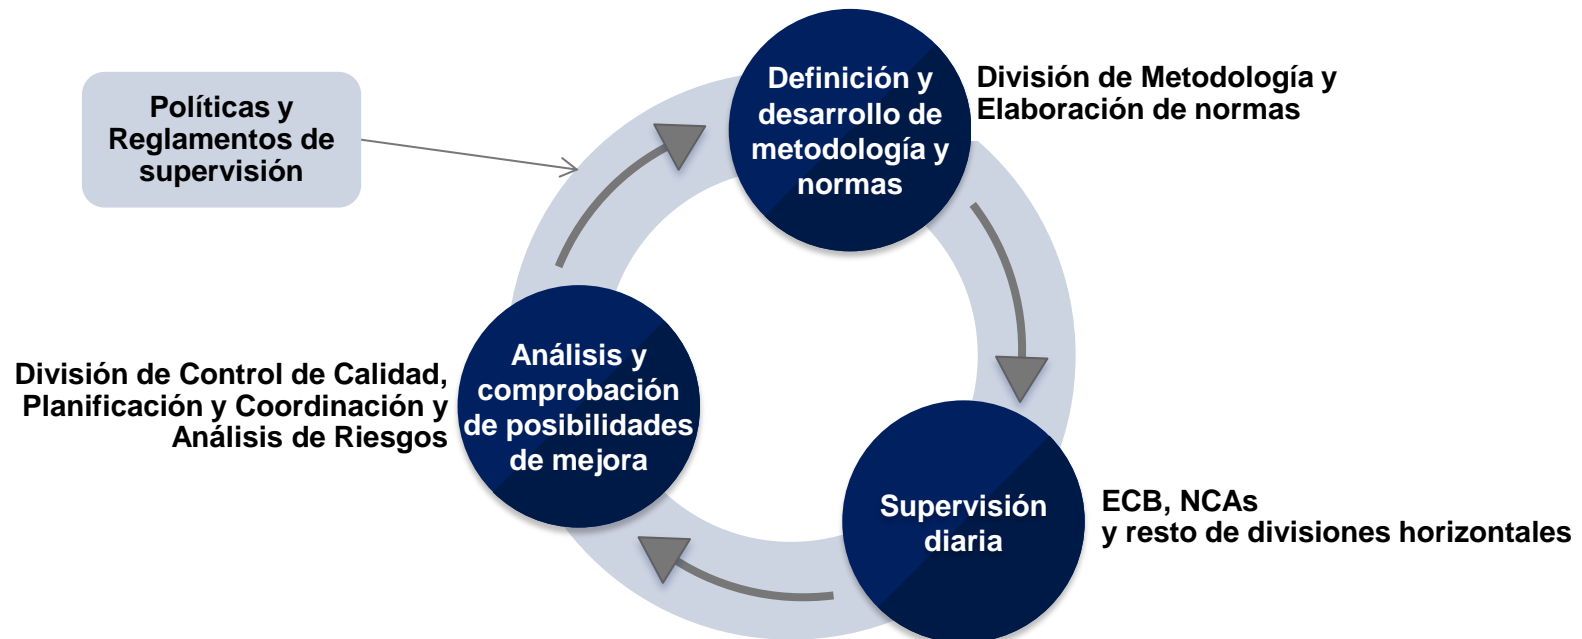 Definición y
desarrollo de
metodología y
normas
División de Metodología y
Elaboración de normas
Políticas y
Reglamentos de
supervisión
Análisis y
comprobación
de posibilidades
de mejora
División de Control de Calidad,
Planificación y Coordinación y
Análisis de Riesgos
Supervisión
diaria
ECB, NCAs
y resto de divisiones horizontales